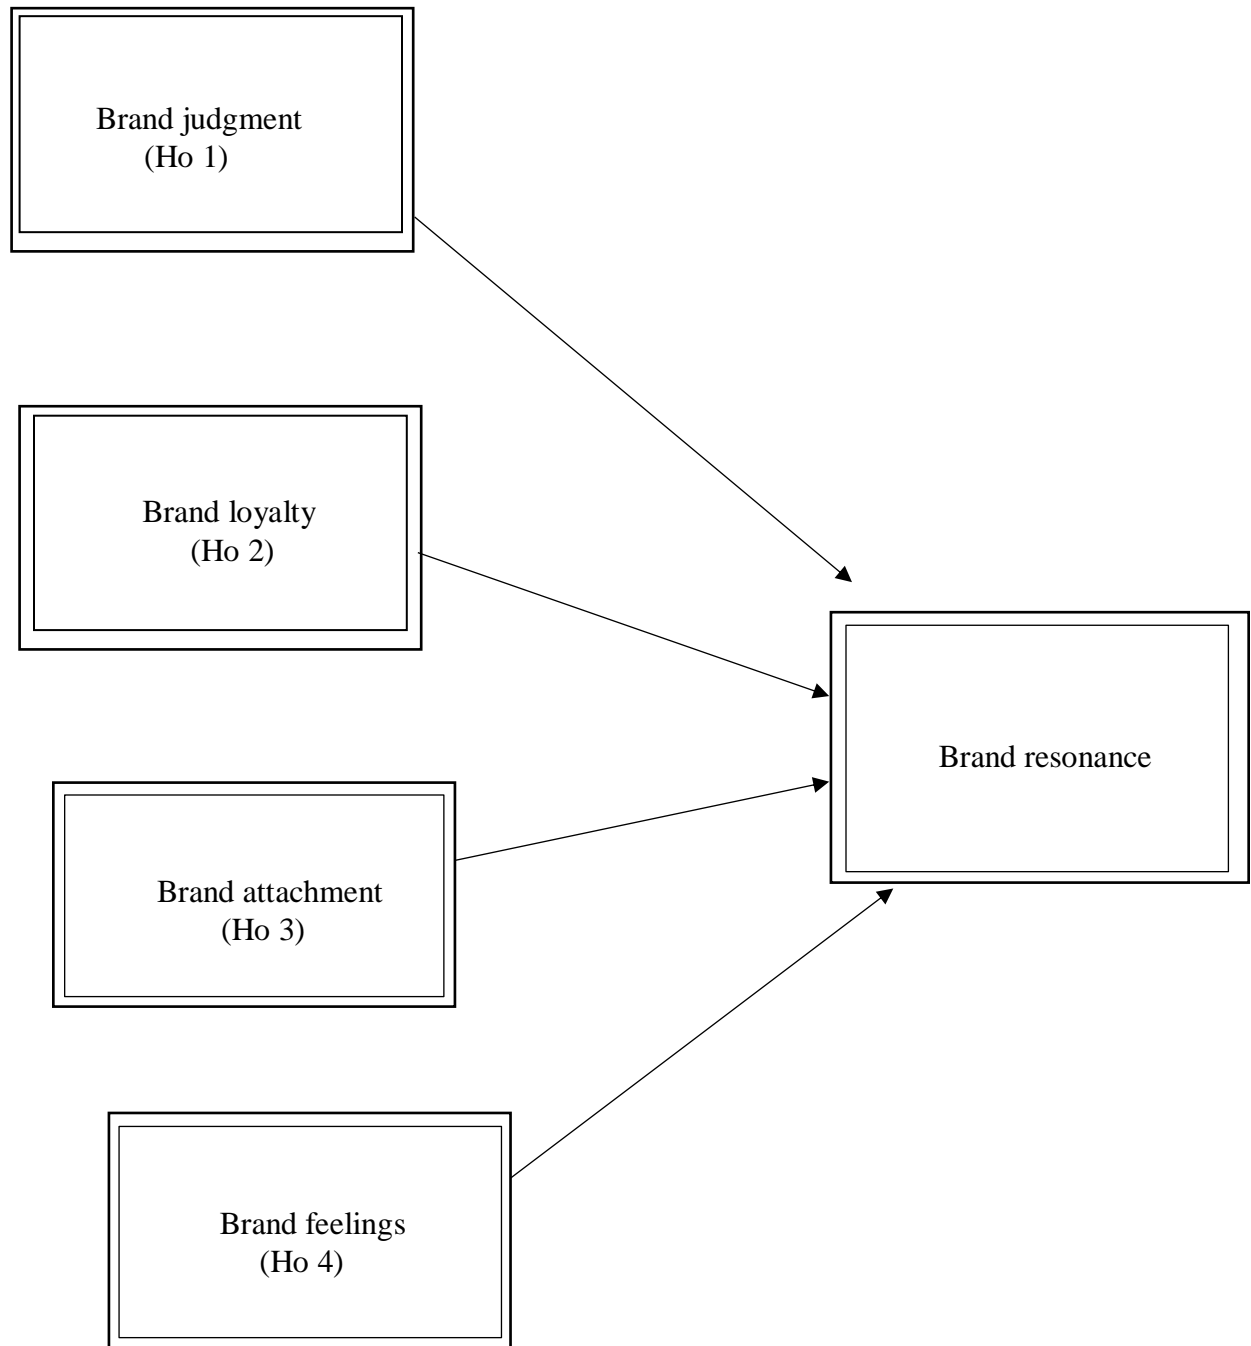 Brand judgment
(Ho 1)
Brand loyalty
(Ho 2)
Brand resonance
Brand attachment
(Ho 3)
Brand feelings
(Ho 4)